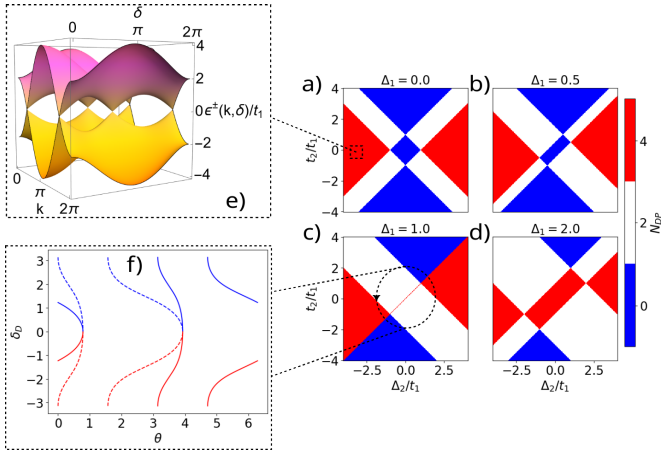 0 δ π 2π
4
2
0 ϵ±(k,δ)/t₁
−2
−4
0 π k 2π
e)
a) Δ₁ = 0.0
t₂/t₁
4
2
0
−2
−4
b) Δ₁ = 0.5
c) Δ₁ = 1.0
t₂/t₁
4
2
0
−2
−4
−2.5 0.0 2.5
Δ₂/t₁
d) Δ₁ = 2.0
−2.5 0.0 2.5
Δ₂/t₁
4
2
0
N_DP
f)
δ_D
3
2
1
0
−1
−2
−3
0 1 2 3 4 5 6
θ